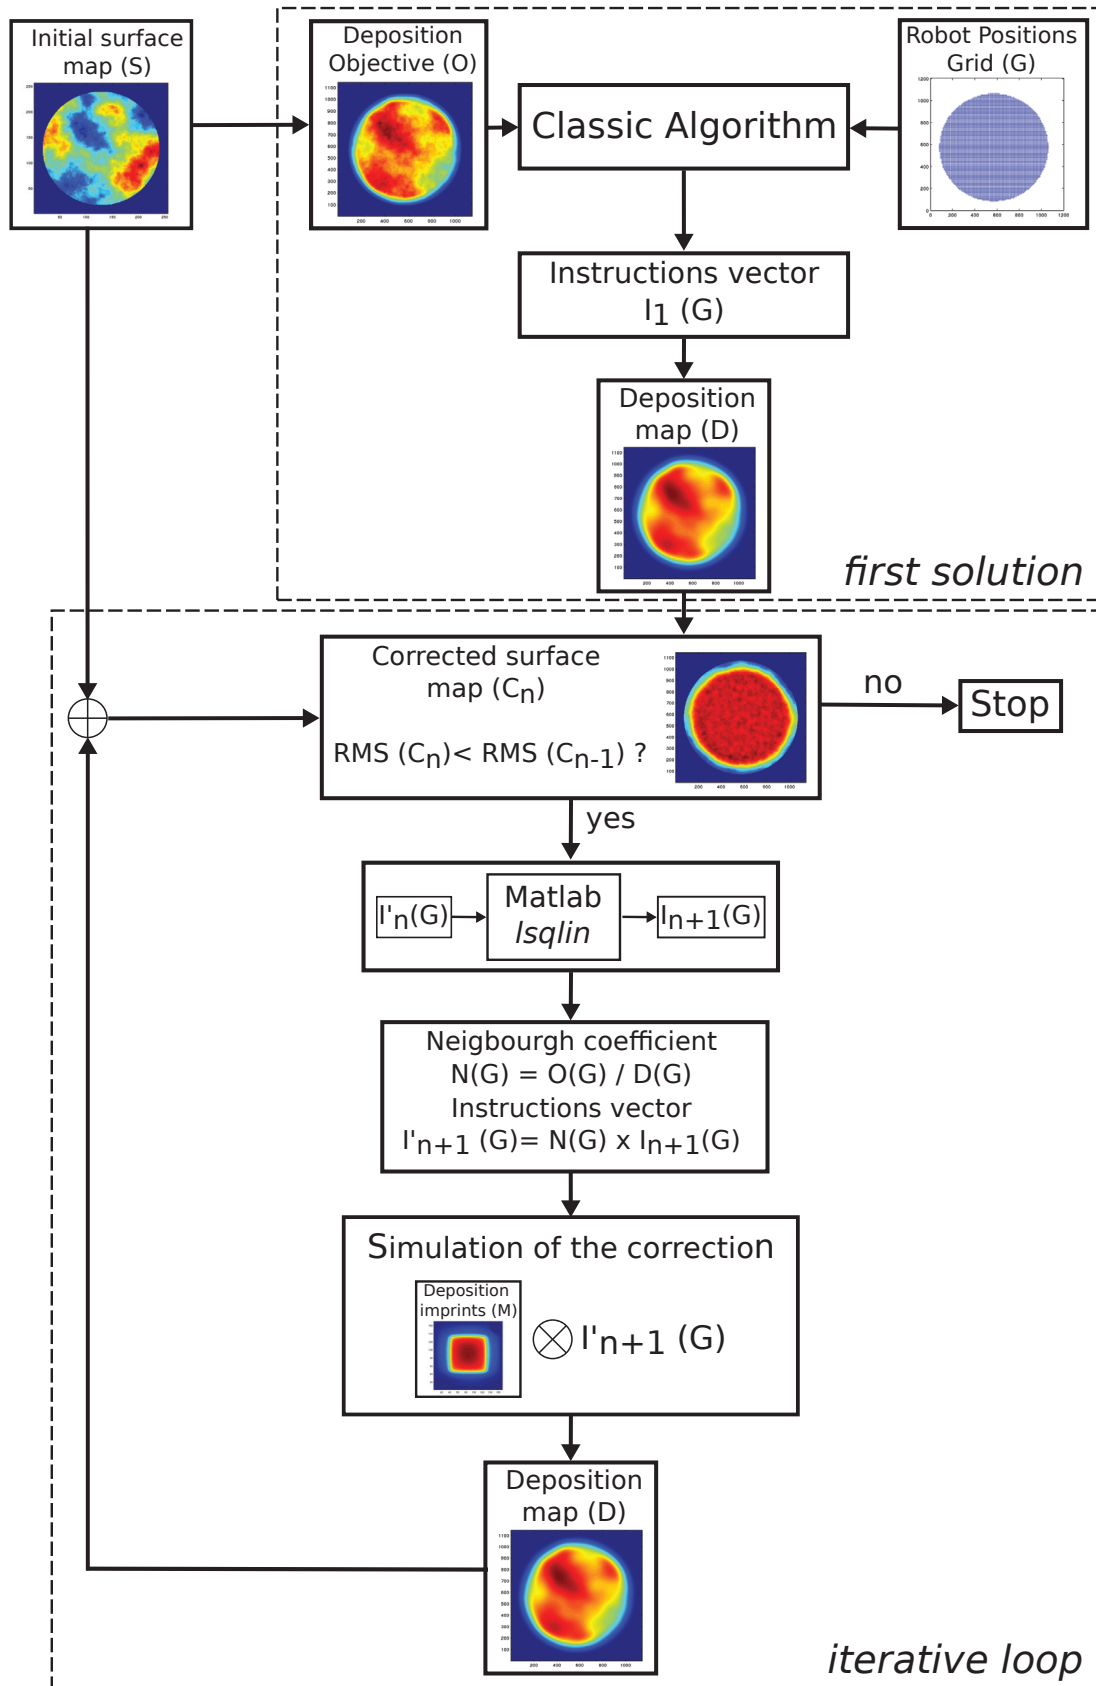 Initial surface
map (S)
Deposition
Objective (O)
Classic Algorithm
Robot Positions
Grid (G)
Instructions vector
I1 (G)
Deposition
map (D)
first solution
Corrected surface
map (Cn)
RMS (Cn)< RMS (Cn-1) ?
no
Stop
yes
I'n(G)
Matlab
lsqlin
In+1(G)
Neigbourgh coefficient
N(G) = O(G) / D(G)
Instructions vector
I'n+1 (G)= N(G) x In+1(G)
Simulation of the correction
Deposition
imprints (M)
I'n+1 (G)
Deposition
map (D)
iterative loop